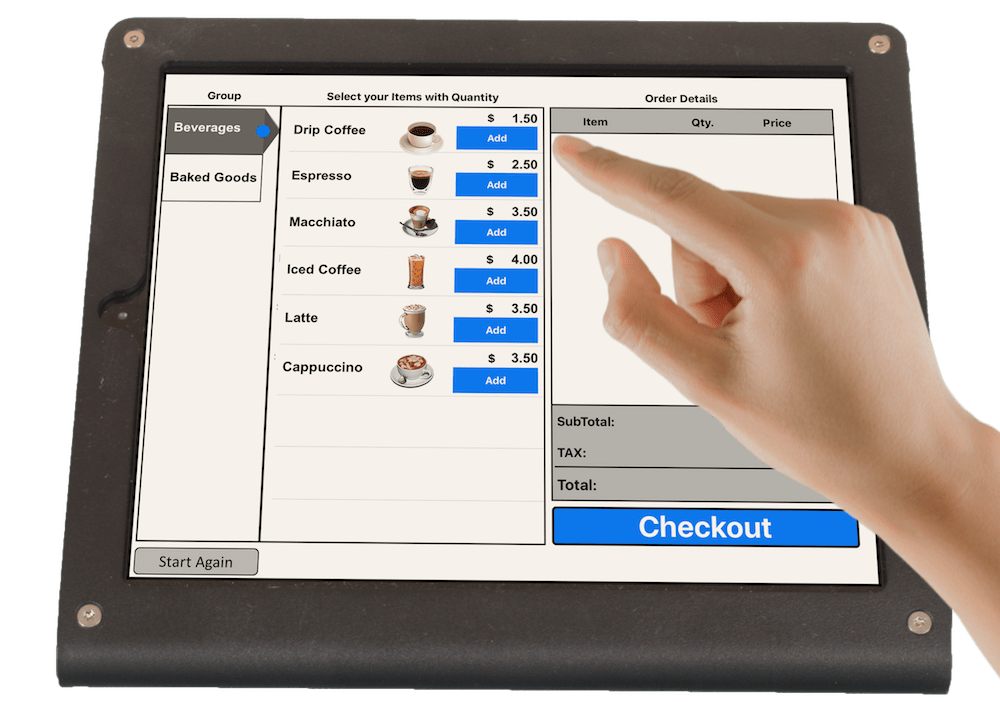 Group
Select your Items with Quantity
Order Details
Beverages
Baked Goods
Drip Coffee
$ 1.50
Add
Espresso
$ 2.50
Add
Macchiato
$ 3.50
Add
Iced Coffee
$ 4.00
Add
Latte
$ 3.50
Add
Cappuccino
$ 3.50
Add
Item Qty. Price
SubTotal:
TAX:
Total:
Checkout
Start Again